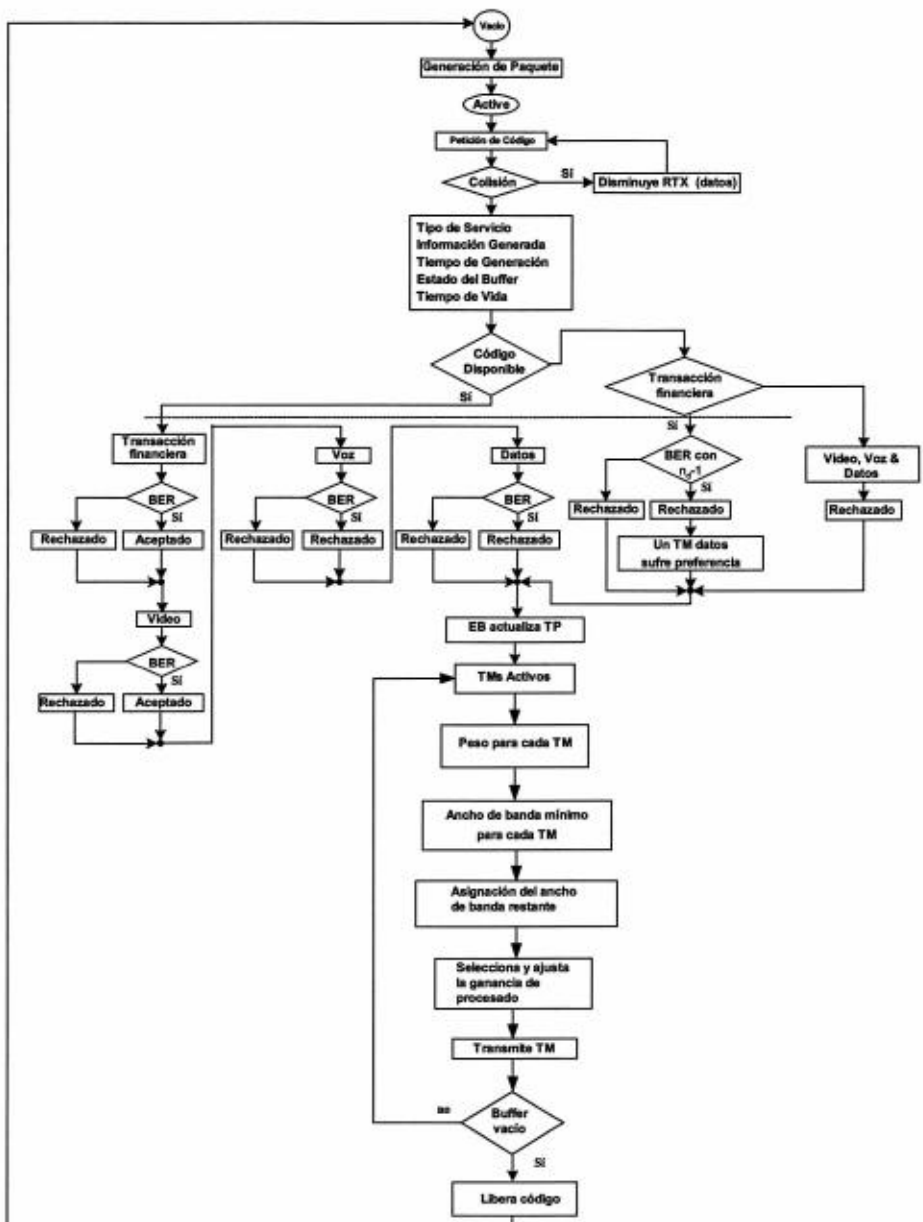 Vacío
Generación de Paquete
Active
Petición de Código
Colisión
Sí
Disminuye RTX (datos)
Tipo de Servicio
Información Generada
Tiempo de Generación
Estado del Buffer
Tiempo de Vida
Código
Disponible
Sí
Transacción
financiera
Sí
Transacción
financiera
BER
Sí
Rechazado
Aceptado
Video
BER
Sí
Rechazado
Aceptado
Voz
BER
Sí
Rechazado
Rechazado
Datos
BER
Sí
Rechazado
Rechazado
BER con
nd-1
Sí
Rechazado
Rechazado
Un TM datos
sufre preferencia
Video, Voz &
Datos
Rechazado
EB actualiza TP
TMs Activos
Peso para cada TM
Ancho de banda mínimo
para cada TM
Asignación del ancho
de banda restante
Selecciona y ajusta
la ganancia de
procesado
Transmite TM
Buffer
vacío
no
Sí
Libera código